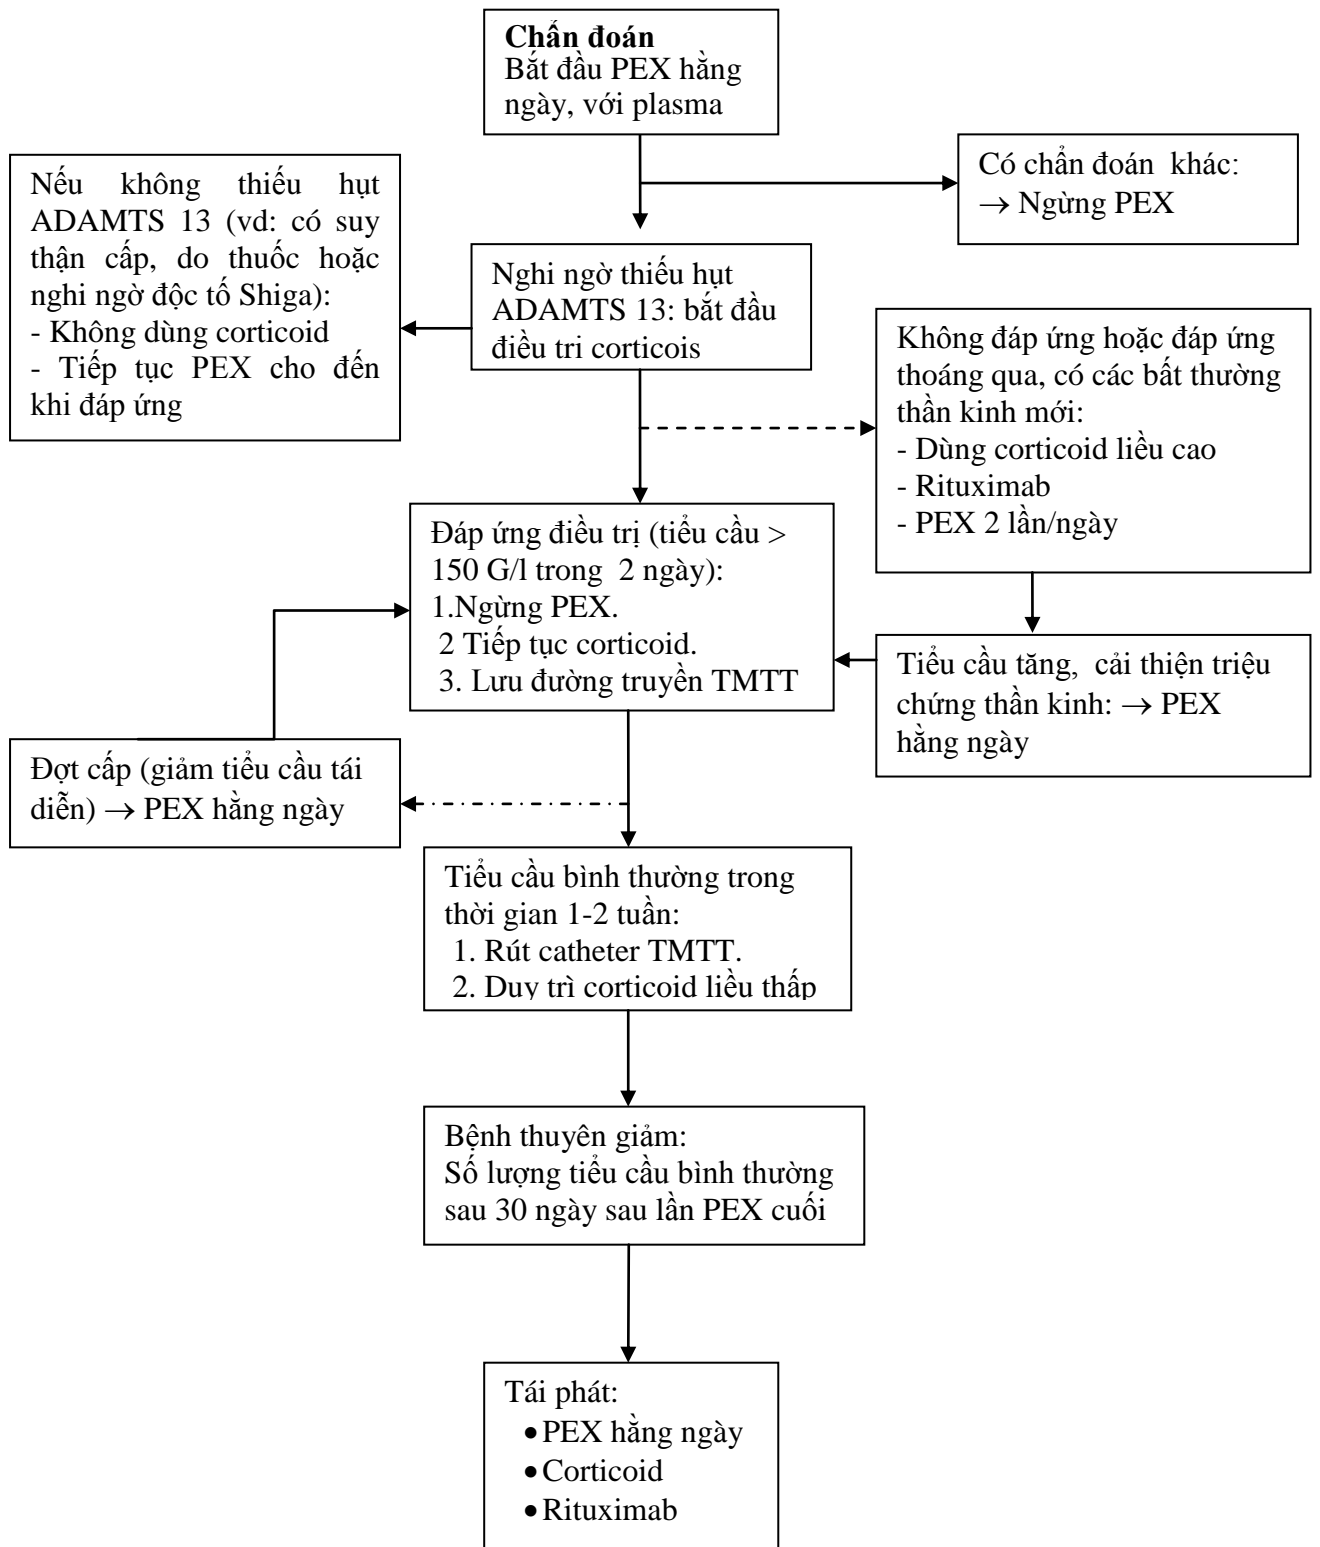 Chẩn đoán
Bắt đầu PEX hằng
ngày, với plasma
Có chẩn đoán khác:
→ Ngừng PEX
Nếu không thiếu hụt
ADAMTS 13 (vd: có suy
thận cấp, do thuốc hoặc
nghi ngờ độc tố Shiga):
- Không dùng corticoid
- Tiếp tục PEX cho đến
khi đáp ứng
Nghi ngờ thiếu hụt
ADAMTS 13: bắt đầu
điều tri corticois
Không đáp ứng hoặc đáp ứng
thoáng qua, có các bất thường
thần kinh mới:
- Dùng corticoid liều cao
- Rituximab
- PEX 2 lần/ngày
Đáp ứng điều trị (tiểu cầu >
150 G/l trong 2 ngày):
1.Ngừng PEX.
2 Tiếp tục corticoid.
3. Lưu đường truyền TMTT
Tiểu cầu tăng, cải thiện triệu
chứng thần kinh: → PEX
hằng ngày
Đợt cấp (giảm tiểu cầu tái
diễn) → PEX hằng ngày
Tiểu cầu bình thường trong
thời gian 1-2 tuần:
1. Rút catheter TMTT.
2. Duy trì corticoid liều thấp
Bệnh thuyên giảm:
Số lượng tiểu cầu bình thường
sau 30 ngày sau lần PEX cuối
Tái phát:
• PEX hằng ngày
• Corticoid
• Rituximab